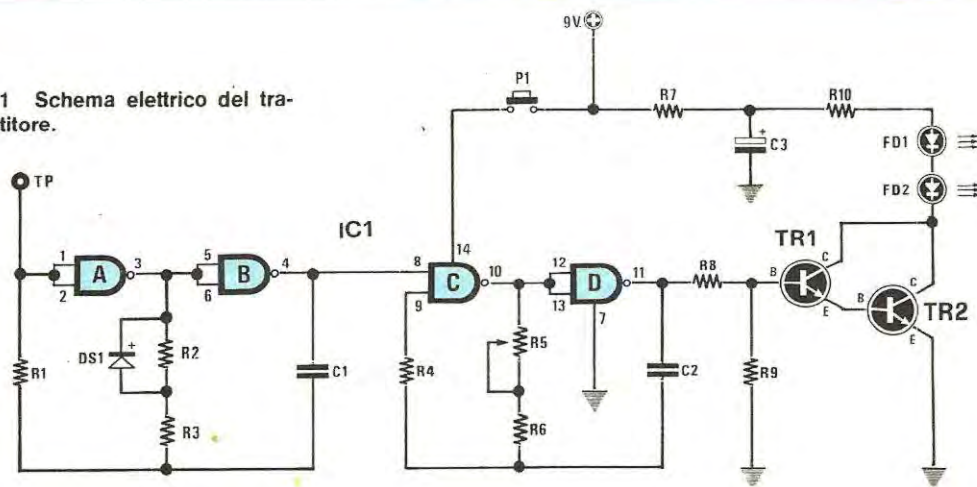 1 Schema elettrico del tra-
titore.
9V.
P1
R7
R10
C3
FD1
FD2
TP
IC1
TR1
TR2
1
2
A
3
5
6
B
4
8
9
14
C
10
12
13
D
11
7
R8
B
C
E
B
C
E
DS1
+
R2
R1
R3
C1
R4
R5
R6
C2
R9
+